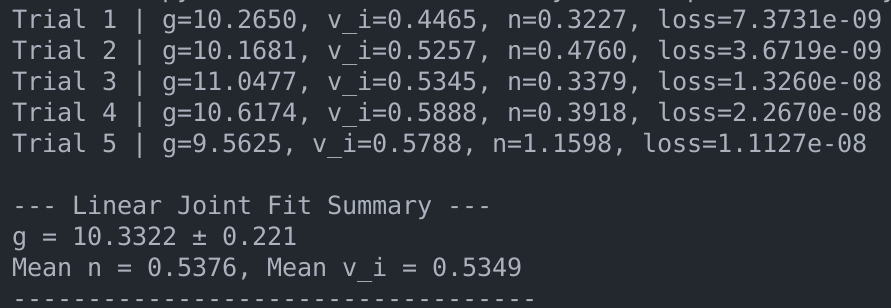 Trial 1 | g=10.2650, v_i=0.4465, n=0.3227, loss=7.3731e-09
Trial 2 | g=10.1681, v_i=0.5257, n=0.4760, loss=3.6719e-09
Trial 3 | g=11.0477, v_i=0.5345, n=0.3379, loss=1.3260e-08
Trial 4 | g=10.6174, v_i=0.5888, n=0.3918, loss=2.2670e-08
Trial 5 | g=9.5625, v_i=0.5788, n=1.1598, loss=1.1127e-08
--- Linear Joint Fit Summary ---
g = 10.3322 ± 0.221
Mean n = 0.5376, Mean v_i = 0.5349
-----------------------------------